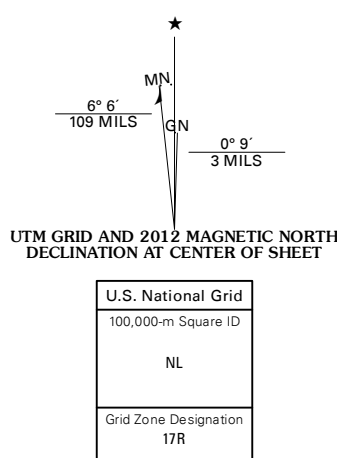 ★
M.N.
6° 6´
109 MILS
GN
0° 9´
3 MILS
UTM GRID AND 2012 MAGNETIC NORTH
DECLINATION AT CENTER OF SHEET
U.S. National Grid
100,000-m Square ID
NL
Grid Zone Designation
17R